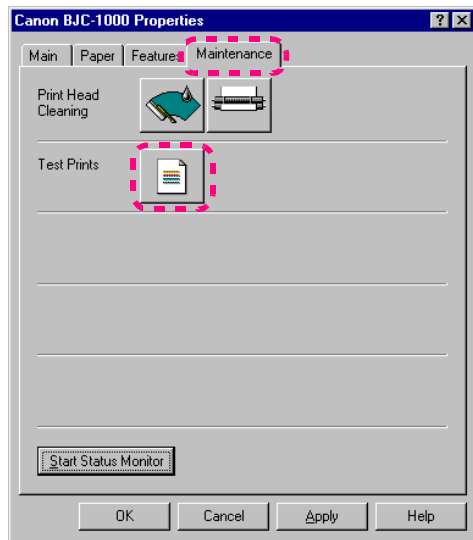 Canon BJC-1000 Properties
Main Paper Features Maintenance
Print Head
Cleaning
Test Prints
Start Status Monitor
OK Cancel Apply Help